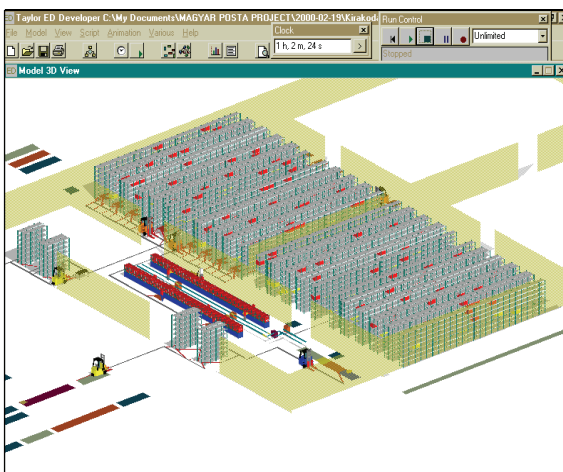 Taylor ED Developer C:\My Documents\MAGYAR POSTA PROJECT\2000-02-19\Kirakod
File Model View Script Animation Various Help
Clock
1 h, 2 m, 24 s
>
Run Control
Unlimited
Stopped
Model 3D View